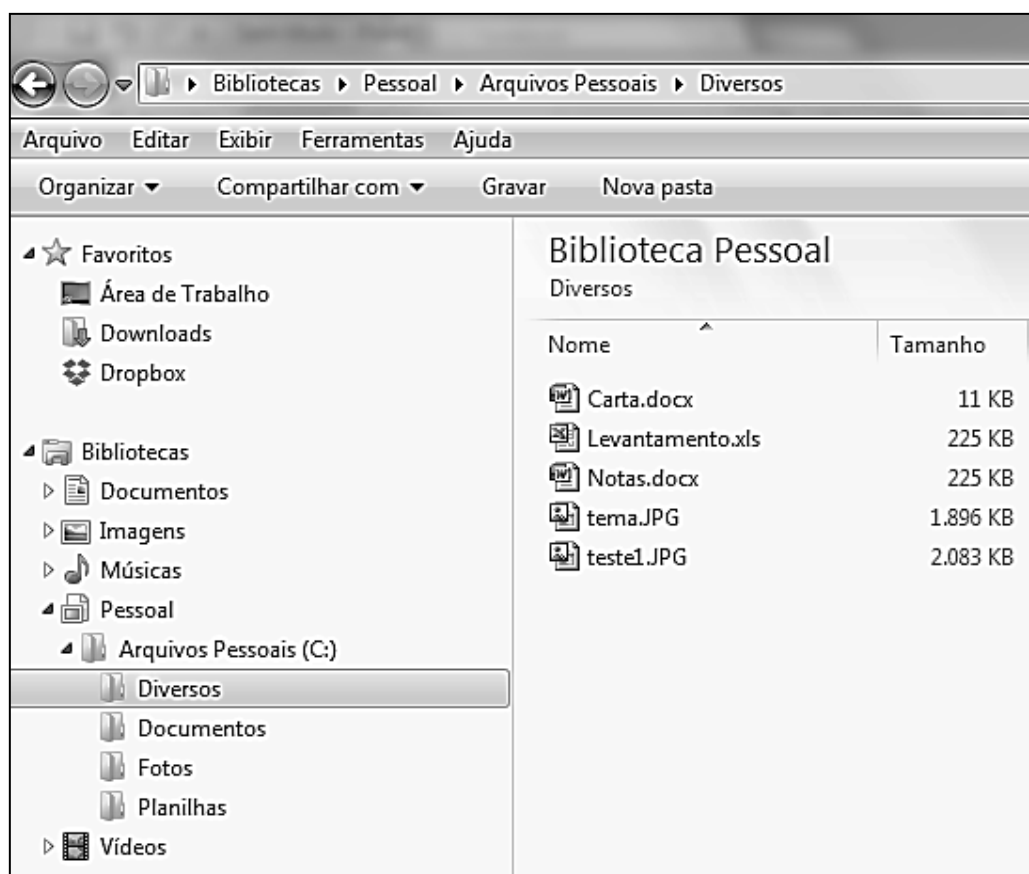 Bibliotecas Pessoal Arquivos Pessoais Diversos
Arquivo Editar Exibir Ferramentas Ajuda
Organizar Compartilhar com Gravar Nova pasta
Favoritos
Área de Trabalho
Downloads
Dropbox
Bibliotecas
Documentos
Imagens
Músicas
Pessoal
Arquivos Pessoais (C:)
Diversos
Documentos
Fotos
Planilhas
Vídeos
Biblioteca Pessoal
Diversos
Nome Tamanho
Carta.docx 11 KB
Levantamento.xls 225 KB
Notas.docx 225 KB
tema.JPG 1.896 KB
teste1.JPG 2.083 KB